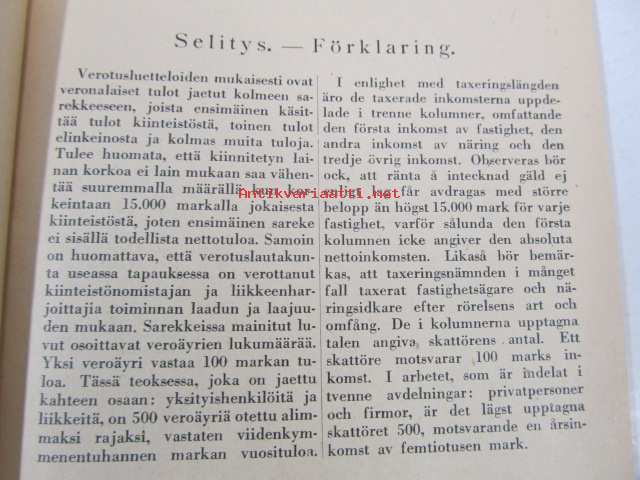 Selitys. — Förklaring.
Verotusluetteloiden mukaisesti ovat
veronalaiset tulot jaetut kolmeen sa-
rekkeeseen, joista ensimäinen käsit-
tää tulot kiinteistöstä, toinen tulot
elinkeinosta ja kolmas muita tuloja.
Tulee huomata, että kiinnitetyn lai-
nan korkoa ei lain mukaan saa vähen-
tää suuremmalla määrällä kun kor-
keintaan 15.000 markalla jokaisesta
kiinteistöstä, joten ensimäinen sareke
ei sisällä todellista nettotuloa. Samoin
on huomattava, että verotuslautakun-
ta useassa tapauksessa on verottanut
kiinteistönomistajan ja liikkeenhar-
joittajia toiminnan laadun ja laajuu-
den mukaan. Sarekkeissa mainitut lu-
vut osoittavat veroäyrien lukumäärää.
Yksi veroäyri vastaa 100 markan tu-
loa. Tässä teoksessa, joka on jaettu
kahteen osaan: yksityishenkilöitä ja
liikkeitä, on 500 veroäyriä otettu alim-
maksi rajaksi, vastaten viidenkym-
menentuhannen markan vuosituloa.
I enlighet med taxeringslängden
äro de taxerade inkomsterna uppde-
lade i trenne kolumner, omfattande
den första inkomst av fastighet, den
andra inkomst av näring och den
tredje övrig inkomst. Observeras bör
ock, att ränta å intecknad gäld ej
enligt lag får avdragas med större
belopp än högst 15.000 mark för varje
fastighet, varför sålunda den första
kolumnen icke angiver den absoluta
nettoinkomsten. Likaså bör bemär-
kas, att taxeringsnämnden i månget
fall taxerat fastighetsägare och nä-
ringsidkare efter rörelsens art och
omfång. De i kolumnerna upptagna
talen angiva skattörens antal. Ett
skattöre motsvarar 100 marks in-
komst. I arbetet, som är indelat i
tvenne avdelningar: privatpersoner
och firmor, är det lägst upptagna
skattöret 500, motsvarande en årsin-
komst av femtiotusen mark.
Antikvariaatti.net